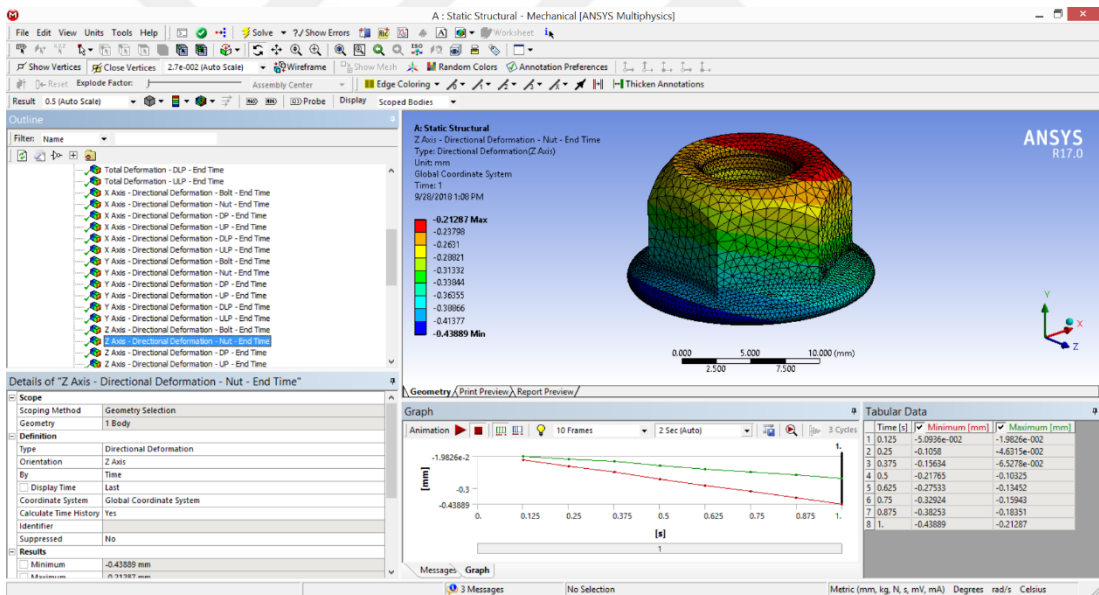 A : Static Structural - Mechanical [ANSYS Multiphysics]
File Edit View Units Tools Help Solve ?/ Show Errors Worksheet
Show Vertices Close Vertices 2.7e-002 (Auto Scale) Wireframe Show Mesh Random Colors Annotation Preferences
Reset Explode Factor: Assembly Center Edge Coloring Thicken Annotations
Result 0.5 (Auto Scale) Probe Display Scoped Bodies
Outline
Filter: Name
Total Deformation - DLP - End Time
Total Deformation - ULP - End Time
X Axis - Directional Deformation - Bolt - End Time
X Axis - Directional Deformation - Nut - End Time
X Axis - Directional Deformation - DP - End Time
X Axis - Directional Deformation - UP - End Time
X Axis - Directional Deformation - DLP - End Time
X Axis - Directional Deformation - ULP - End Time
Y Axis - Directional Deformation - Bolt - End Time
Y Axis - Directional Deformation - Nut - End Time
Y Axis - Directional Deformation - DP - End Time
Y Axis - Directional Deformation - UP - End Time
Y Axis - Directional Deformation - DLP - End Time
Y Axis - Directional Deformation - ULP - End Time
Z Axis - Directional Deformation - Bolt - End Time
Z Axis - Directional Deformation - Nut - End Time
Z Axis - Directional Deformation - DP - End Time
Z Axis - Directional Deformation - UP - End Time
Details of "Z Axis - Directional Deformation - Nut - End Time"
Scope
Scoping Method Geometry Selection
Geometry 1 Body
Definition
Type Directional Deformation
Orientation Z Axis
By Time
Display Time Last
Coordinate System Global Coordinate System
Calculate Time History Yes
Identifier
Suppressed No
Results
Minimum -0.43889 mm
Maximum -0.21287 mm
A: Static Structural
Z Axis - Directional Deformation - Nut - End Time
Type: Directional Deformation(Z Axis)
Unit: mm
Global Coordinate System
Time: 1
9/28/2018 1:08 PM
-0.21287 Max
-0.23798
-0.2631
-0.28821
-0.31332
-0.33844
-0.36355
-0.38866
-0.41377
-0.43889 Min
ANSYS
R17.0
Y
X
Z
0.000 5.000 10.000 (mm)
2.500 7.500
Geometry Print Preview Report Preview
Graph
Animation 10 Frames 2 Sec (Auto) 3 Cycles
1.
-1.9826e-2
[mm]
-0.3
-0.43889
0. 0.125 0.25 0.375 0.5 0.625 0.75 0.875 1.
[s]
1
Messages Graph
Tabular Data
Time [s] Minimum [mm] Maximum [mm]
1 0.125 -5.0936e-002 -1.9826e-002
2 0.25 -0.1058 -4.6315e-002
3 0.375 -0.15634 -6.5278e-002
4 0.5 -0.21765 -0.10325
5 0.625 -0.27533 -0.13452
6 0.75 -0.32924 -0.15943
7 0.875 -0.38253 -0.18351
8 1. -0.43889 -0.21287
3 Messages No Selection Metric (mm, kg, N, s, mV, mA) Degrees rad/s Celsius